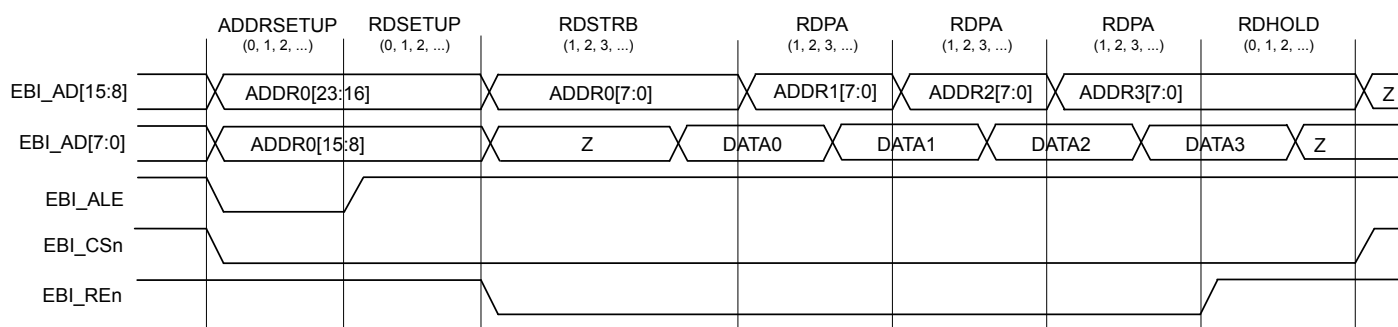 ADDRSETUP RDSETUP RDSTRB RDPA RDPA RDPA RDHOLD
(0, 1, 2, ...) (0, 1, 2, ...) (1, 2, 3, ...) (1, 2, 3, ...) (1, 2, 3, ...) (1, 2, 3, ...) (0, 1, 2, ...)
EBI_AD[15:8] ADDR0[23:16] ADDR0[7:0] ADDR1[7:0] ADDR2[7:0] ADDR3[7:0] Z
EBI_AD[7:0] ADDR0[15:8] Z DATA0 DATA1 DATA2 DATA3 Z
EBI_ALE
EBI_CSn
EBI_REn